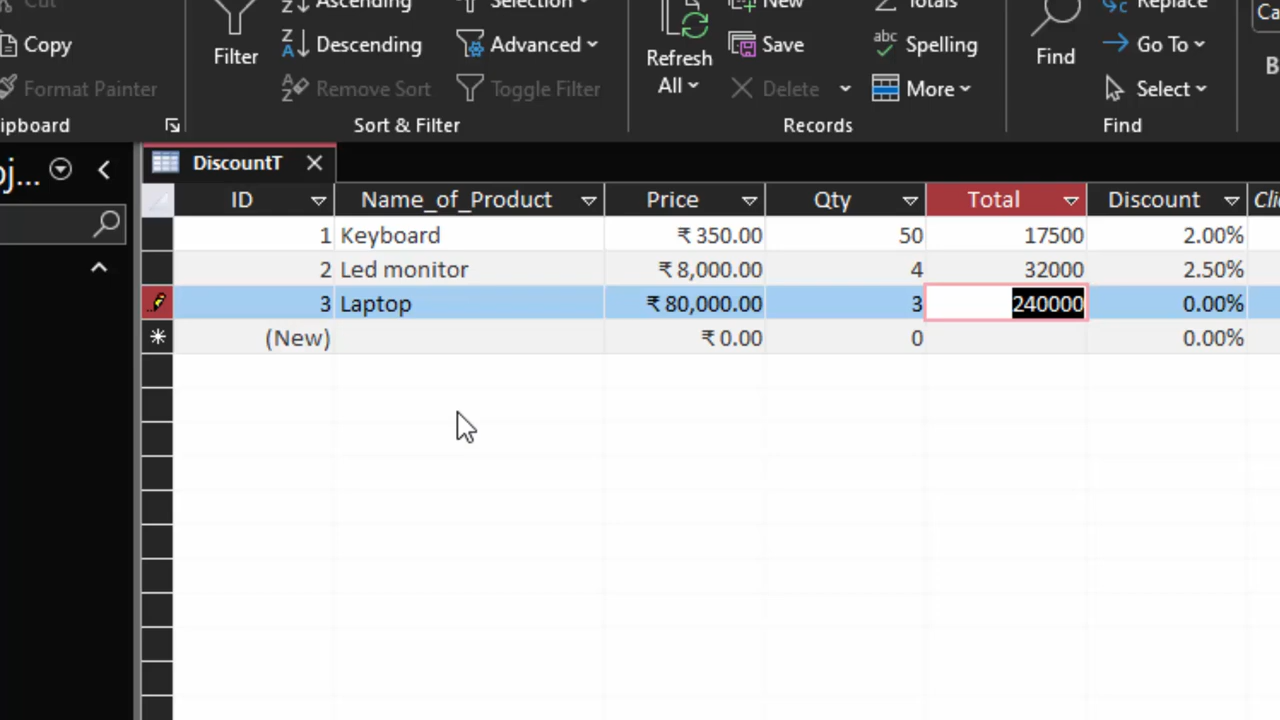 Cut
Copy
Format Painter
Filter
Ascending
Descending
Remove Sort
Selection
Advanced
Toggle Filter
Sort & Filter
Refresh
All
New
Save
Delete
Totals
Spelling
More
Records
Find
Replace
Go To
Select
Find
DiscountT
ID Name_of_Product Price Qty Total Discount
1 Keyboard ₹ 350.00 50 17500 2.00%
2 Led monitor ₹ 8,000.00 4 32000 2.50%
3 Laptop ₹ 80,000.00 3 240000 0.00%
(New) ₹ 0.00 0 0.00%